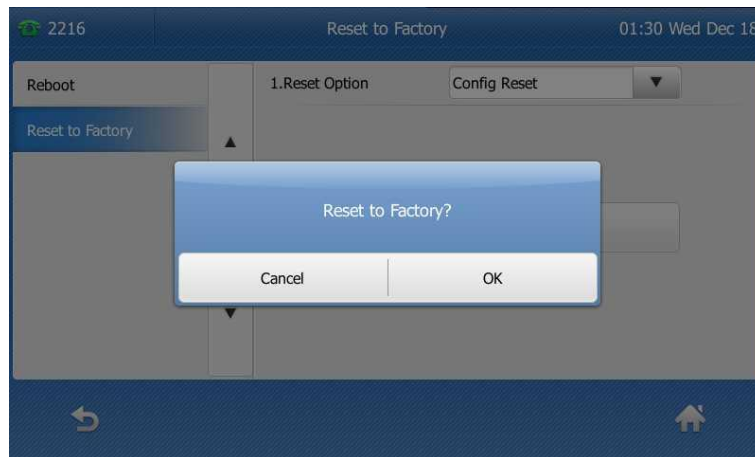 2216 Reset to Factory 01:30 Wed Dec 18
Reboot
1.Reset Option Config Reset
Reset to Factory
Reset to Factory?
Cancel OK